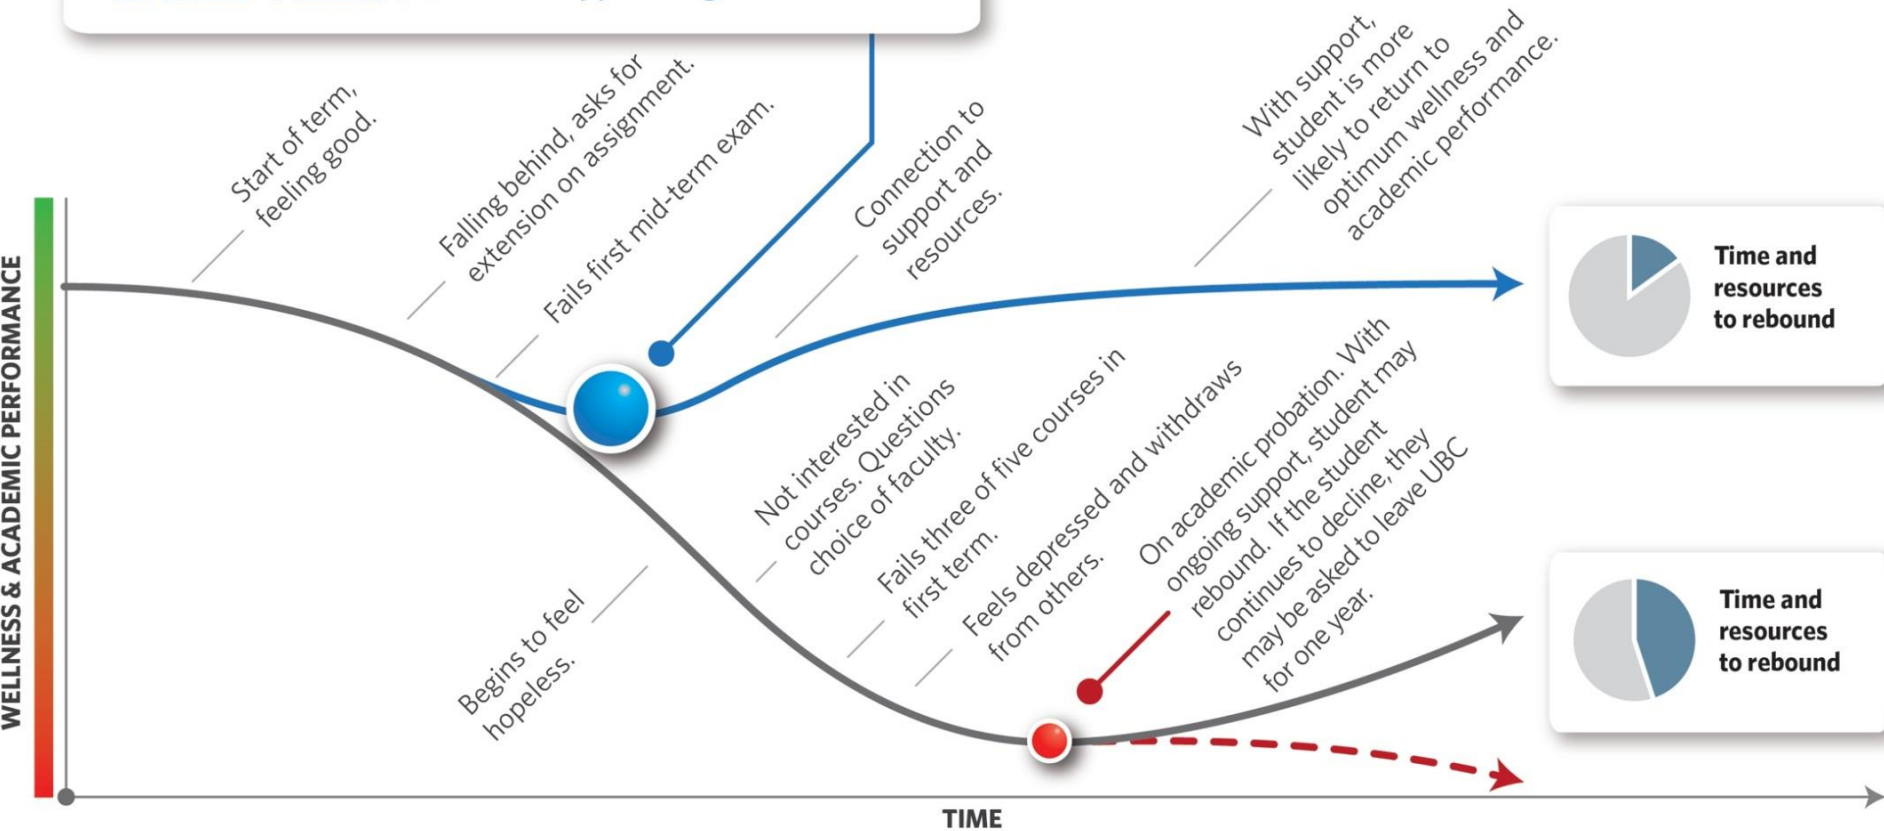 Start of term,
feeling good.
Falling behind, asks for
extension on assignment.
Fails first mid-term exam.
Connection to
support and
resources.
With support,
student is more
likely to return to
optimum wellness and
academic performance.
Time and
resources
to rebound
WELLNESS & ACADEMIC PERFORMANCE
Begins to feel
hopeless.
Not interested in
courses. Questions
choice of faculty.
Fails three of five courses in
first term.
Feels depressed and withdraws
from others.
On academic probation. With
ongoing support, student may
rebound. If the student
continues to decline, they
may be asked to leave UBC
for one year.
Time and
resources
to rebound
TIME